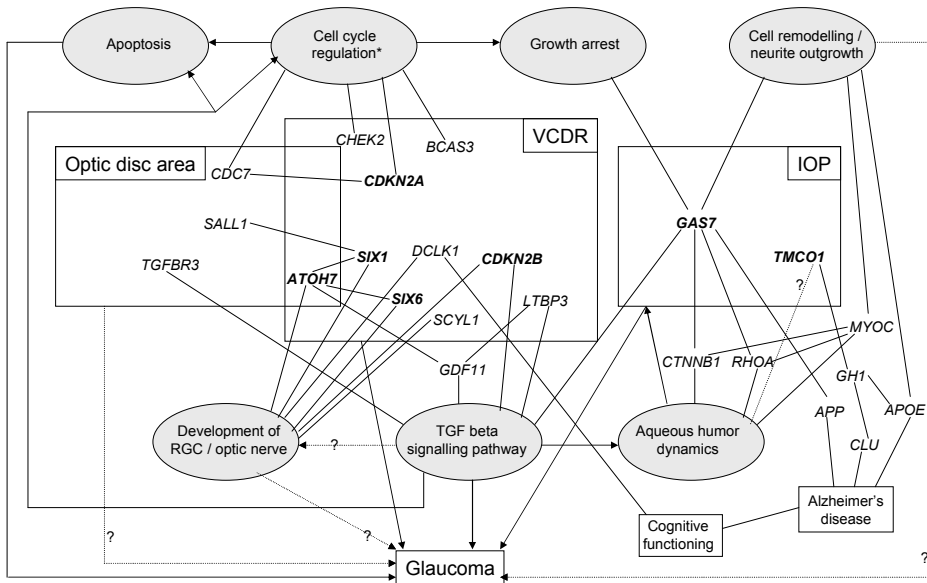 Apoptosis
Cell cycle
regulation*
Growth arrest
Cell remodelling /
neurite outgrowth
CHEK2
BCAS3
VCDR
Optic disc area
IOP
CDC7
CDKN2A
SALL1
GAS7
SIX1
DCLK1
CDKN2B
TMCO1
TGFBR3
ATOH7
?
SIX6
LTBP3
SCYL1
MYOC
CTNNB1
RHOA
GDF11
GH1
APP
APOE
Development of
RGC / optic nerve
?
TGF beta
signalling pathway
Aqueous humor
dynamics
CLU
Alzheimer's
disease
Cognitive
functioning
?
?
?
Glaucoma